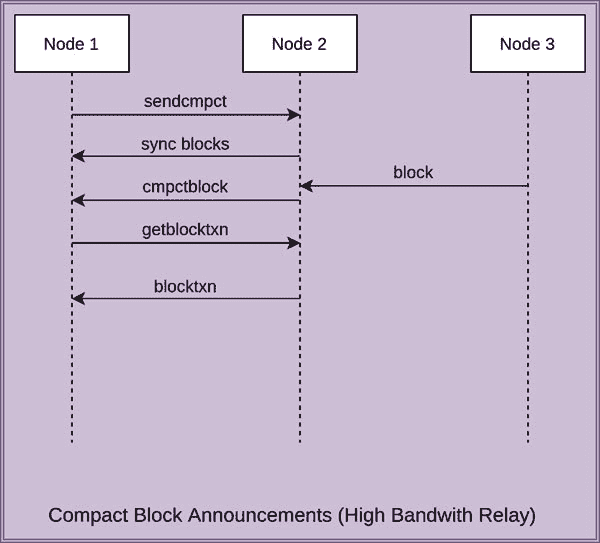 Node 1
Node 2
Node 3
sendcmpct
sync blocks
block
cmpctblock
getblocktxn
blocktxn
Compact Block Announcements (High Bandwith Relay)